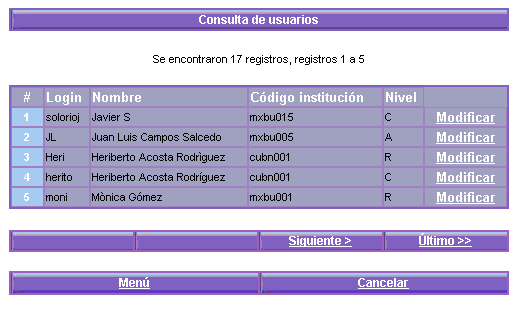 Consulta de usuarios
Se encontraron 17 registros, registros 1 a 5
# Login Nombre Código institución Nivel
1 soloríoj Javier S mxbu015 C Modificar
2 JL Juan Luis Campos Salcedo mxbu005 A Modificar
3 Heri Heriberto Acosta Rodrìguez cubn001 R Modificar
4 herito Heriberto Acosta Rodríguez cubn001 C Modificar
5 moni Mònica Gómez mxbu001 R Modificar
Siguiente > Último >>
Menú Cancelar